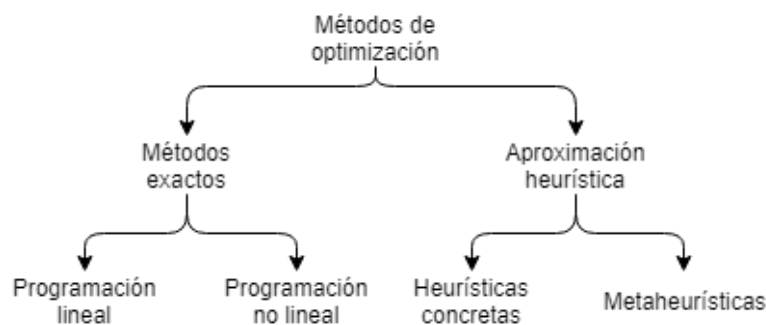 Métodos de
optimización
Métodos
exactos
Aproximación
heurística
Programación
lineal
Programación
no lineal
Heurísticas
concretas
Metaheurísticas